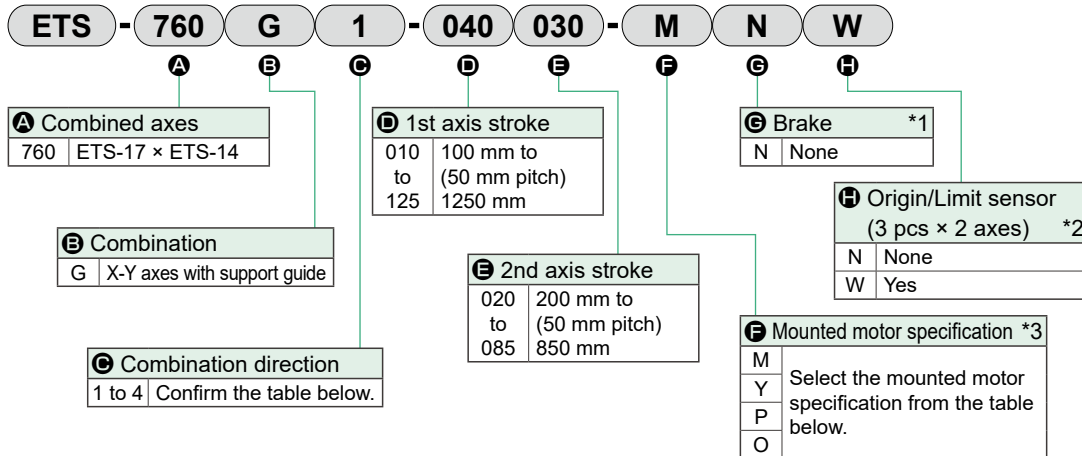 ETS - 760 G 1 - 040 030 - M N W
A B C D E F G H
A Combined axes
760 ETS-17 × ETS-14
B Combination
G X-Y axes with support guide
C Combination direction
1 to 4 Confirm the table below.
D 1st axis stroke
010 100 mm to
to (50 mm pitch)
125 1250 mm
E 2nd axis stroke
020 200 mm to
to (50 mm pitch)
085 850 mm
F Mounted motor specification *3
M
Y
P
O
Select the mounted motor
specification from the table
below.
G Brake *1
N None
H Origin/Limit sensor
(3 pcs × 2 axes) *2
N None
W Yes